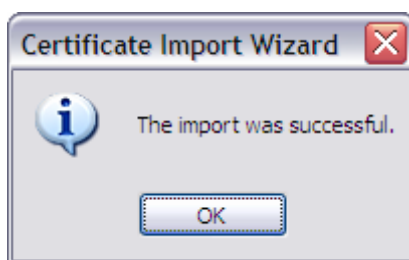 Certificate Import Wizard
The import was successful.
OK